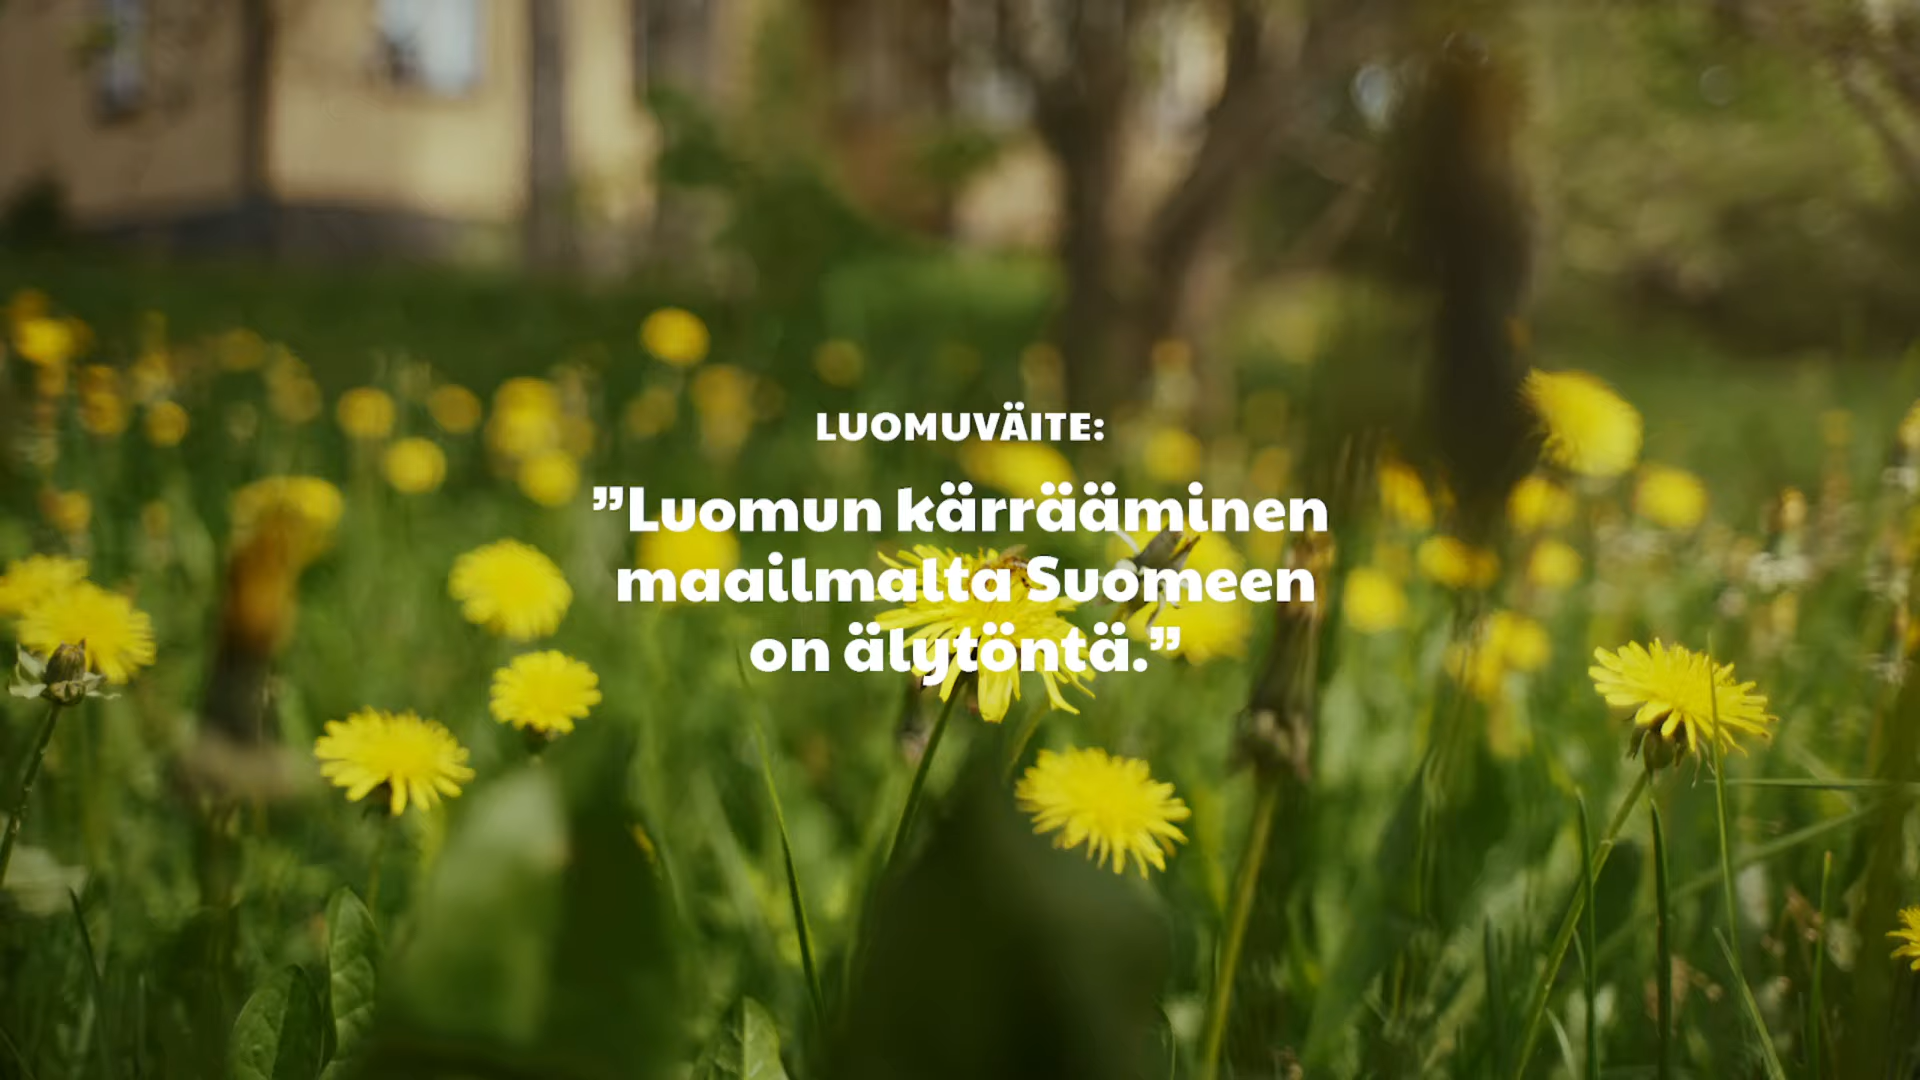 LUOMUVÄITE:
”Luomun kärrääminen
maailmalta Suomeen
on älytöntä.”